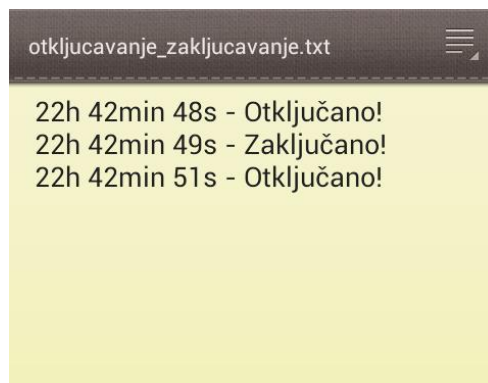 otkljucavanje_zakljucavanje.txt
22h 42min 48s - Otključano!
22h 42min 49s - Zaključano!
22h 42min 51s - Otključano!